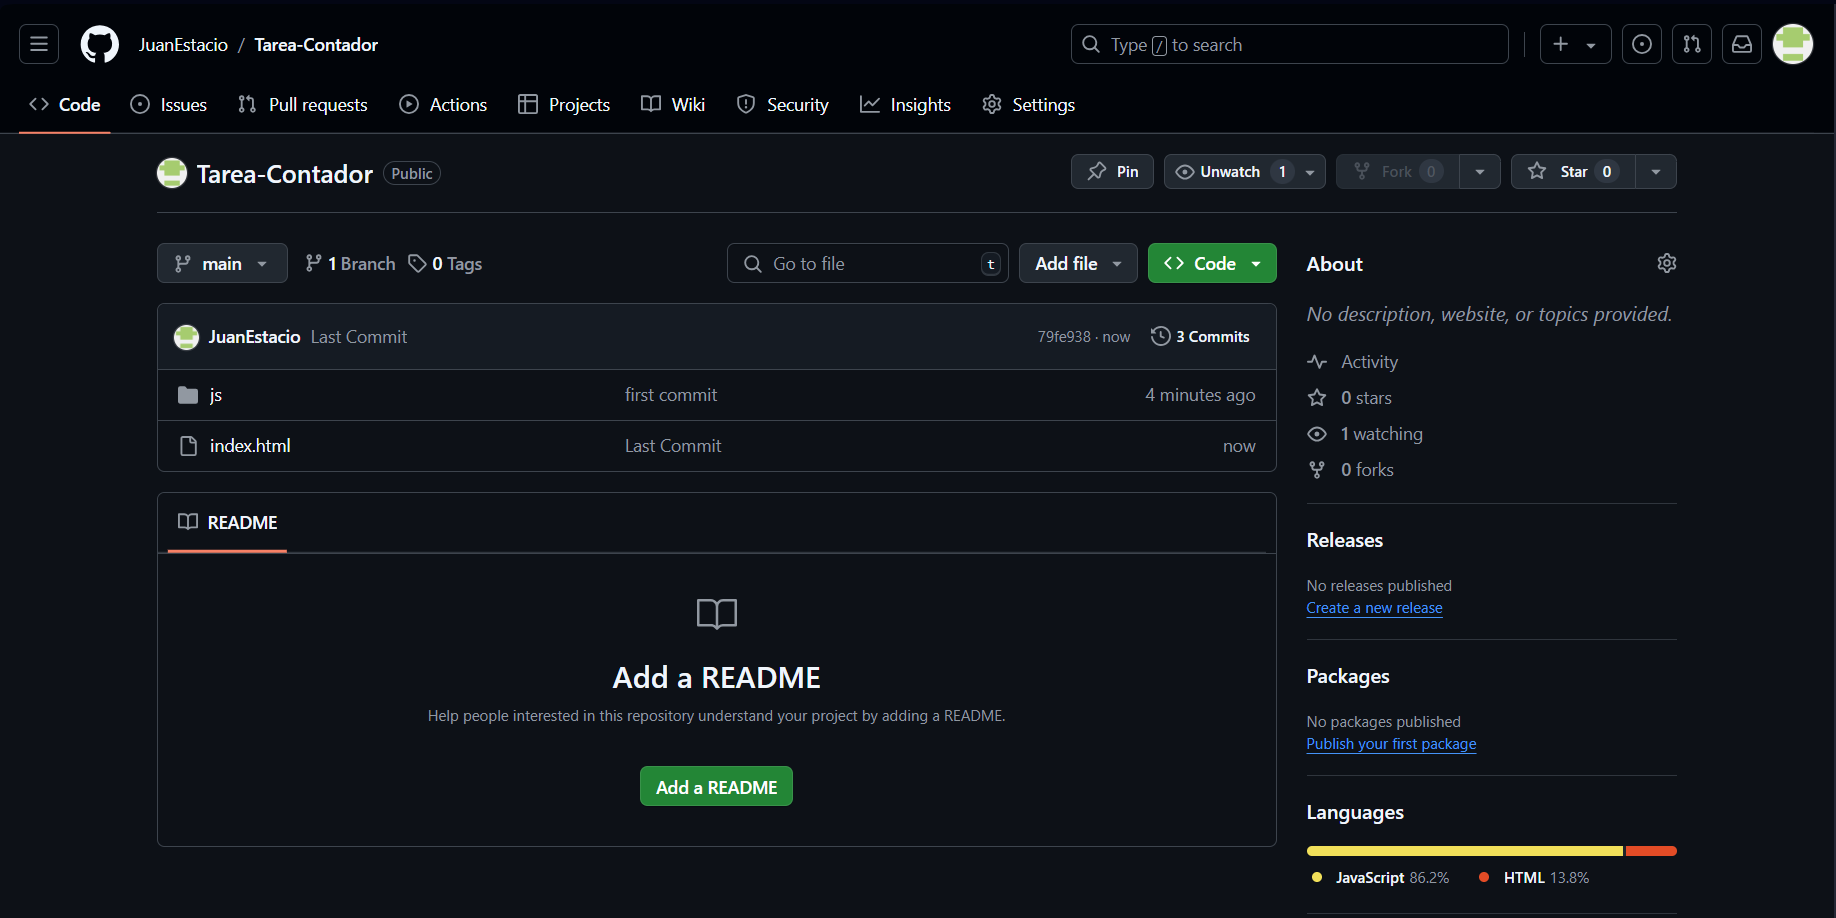 JuanEstacio / Tarea-Contador
Type / to search
Code Issues Pull requests Actions Projects Wiki Security Insights Settings
Tarea-Contador Public
Pin Unwatch 1 Fork 0 Star 0
main 1 Branch 0 Tags
Go to file t Add file Code
JuanEstacio Last Commit 79fe938 · now 3 Commits
js first commit 4 minutes ago
index.html Last Commit now
README
Add a README
Help people interested in this repository understand your project by adding a README.
Add a README
About
No description, website, or topics provided.
Activity
0 stars
1 watching
0 forks
Releases
No releases published
Create a new release
Packages
No packages published
Publish your first package
Languages
JavaScript 86.2% HTML 13.8%